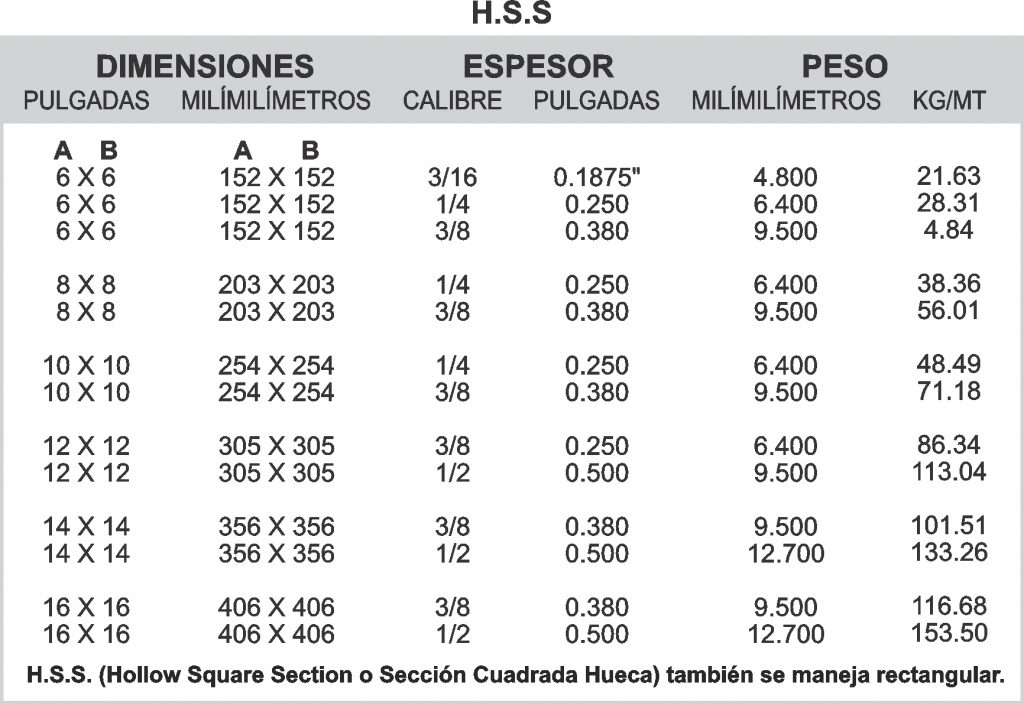 H.S.S
DIMENSIONES ESPESOR PESO
PULGADAS MILÍMILÍMETROS CALIBRE PULGADAS MILÍMILÍMETROS KG/MT
A B A B
6 X 6 152 X 152 3/16 0.1875" 4.800 21.63
6 X 6 152 X 152 1/4 0.250 6.400 28.31
6 X 6 152 X 152 3/8 0.380 9.500 4.84
8 X 8 203 X 203 1/4 0.250 6.400 38.36
8 X 8 203 X 203 3/8 0.380 9.500 56.01
10 X 10 254 X 254 1/4 0.250 6.400 48.49
10 X 10 254 X 254 3/8 0.380 9.500 71.18
12 X 12 305 X 305 3/8 0.250 6.400 86.34
12 X 12 305 X 305 1/2 0.500 9.500 113.04
14 X 14 356 X 356 3/8 0.380 9.500 101.51
14 X 14 356 X 356 1/2 0.500 12.700 133.26
16 X 16 406 X 406 3/8 0.380 9.500 116.68
16 X 16 406 X 406 1/2 0.500 12.700 153.50
H.S.S. (Hollow Square Section o Sección Cuadrada Hueca) también se maneja rectangular.